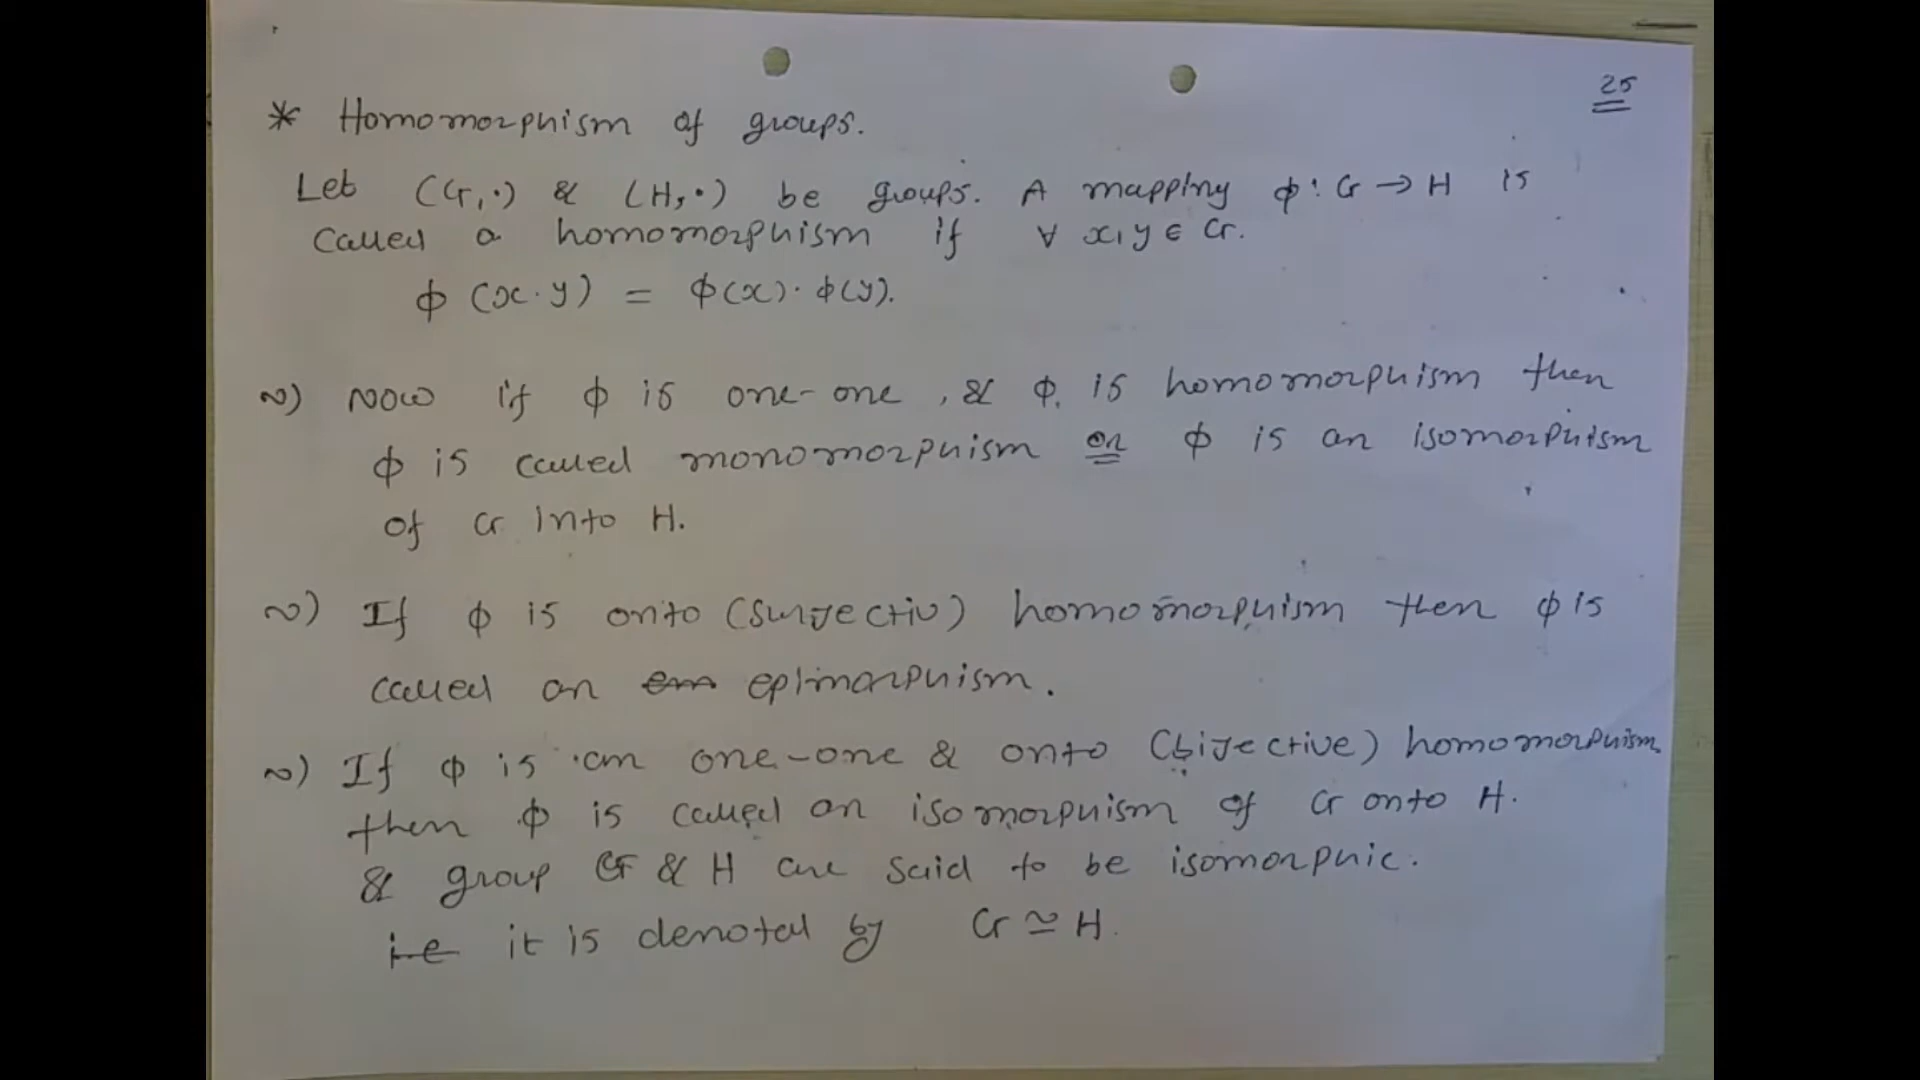 25
* Homomorphism of groups.
Let (G,·) & (H,·) be groups. A mapping ϕ: G → H is
called a homomorphism if ∀ x,y ∈ G.
ϕ(x·y) = ϕ(x)·ϕ(y).
~) Now if ϕ is one-one, & ϕ. is homomorphism then
ϕ is called monomorphism or ϕ is an isomorphism
of G into H.
~) If ϕ is onto (surjectiv) homomorphism then ϕ is
called an epimorphism.
~) If ϕ is an one-one & onto (bijective) homomorphism
then ϕ is called an isomorphism of G onto H.
& group G & H are said to be isomorphic.
i.e it is denoted by G ≃ H.